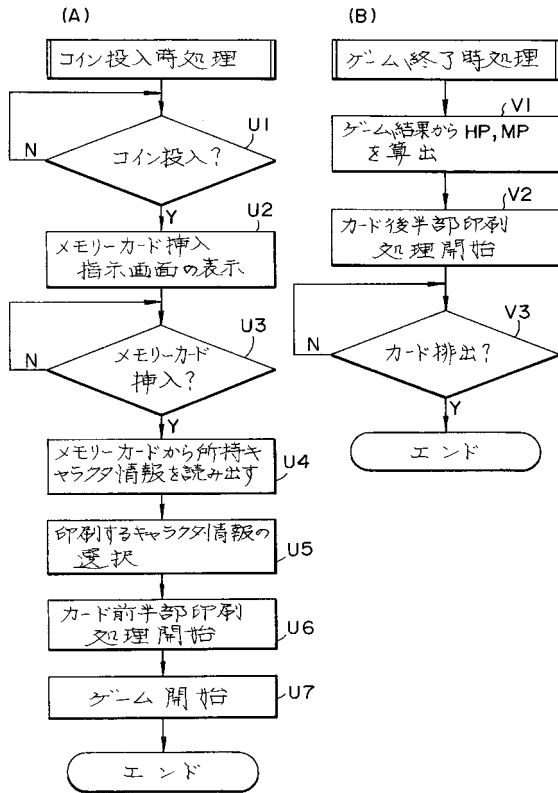 (A)
コイン投入時処理
U1
コイン投入?
N
Y
U2
メモリーカード挿入
指示画面の表示
U3
メモリーカード
挿入?
N
Y
メモリーカードから所持キ
ャラクタ情報を読み出す
U4
印刷するキャラクタ情報の
選択
U5
カード前半部印刷
処理開始
U6
ゲーム開始
U7
エンド
(B)
ゲーム終了時処理
V1
ゲーム結果から HP, MP
を算出
V2
カード後半部印刷
処理開始
V3
カード排出?
N
Y
エンド